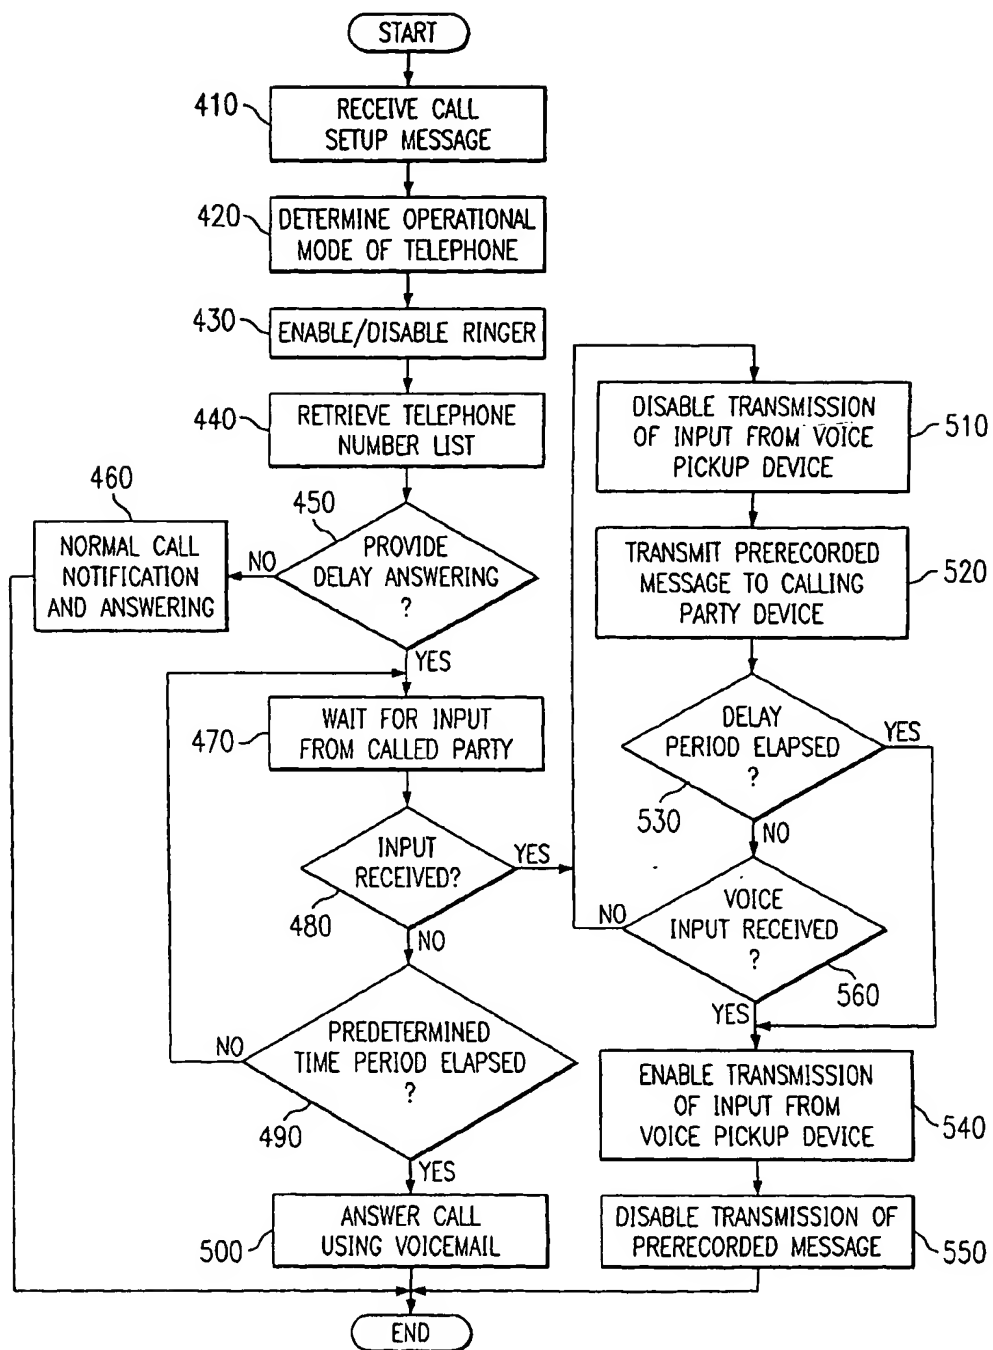 START
410
RECEIVE CALL
SETUP MESSAGE
420
DETERMINE OPERATIONAL
MODE OF TELEPHONE
430
ENABLE/DISABLE RINGER
440
RETRIEVE TELEPHONE
NUMBER LIST
460
NORMAL CALL
NOTIFICATION
AND ANSWERING
NO
450
PROVIDE
DELAY ANSWERING
?
YES
470
WAIT FOR INPUT
FROM CALLED PARTY
INPUT
RECEIVED?
YES
480
NO
PREDETERMINED
TIME PERIOD ELAPSED
?
NO
490
YES
500
ANSWER CALL
USING VOICEMAIL
DISABLE TRANSMISSION
OF INPUT FROM VOICE
PICKUP DEVICE
510
TRANSMIT PRERECORDED
MESSAGE TO CALLING
PARTY DEVICE
520
DELAY
PERIOD ELAPSED
?
YES
530
NO
VOICE
INPUT RECEIVED
?
NO
560
YES
ENABLE TRANSMISSION
OF INPUT FROM
VOICE PICKUP DEVICE
540
DISABLE TRANSMISSION OF
PRERECORDED MESSAGE
550
END